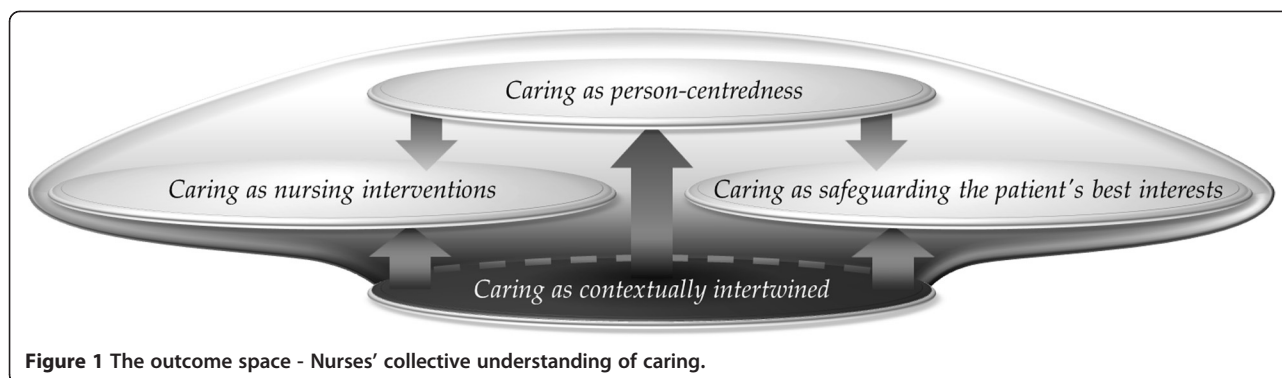 Caring as person-centredness
Caring as nursing interventions
Caring as safeguarding the patient's best interests
Caring as contextually intertwined
Figure 1 The outcome space - Nurses' collective understanding of caring.